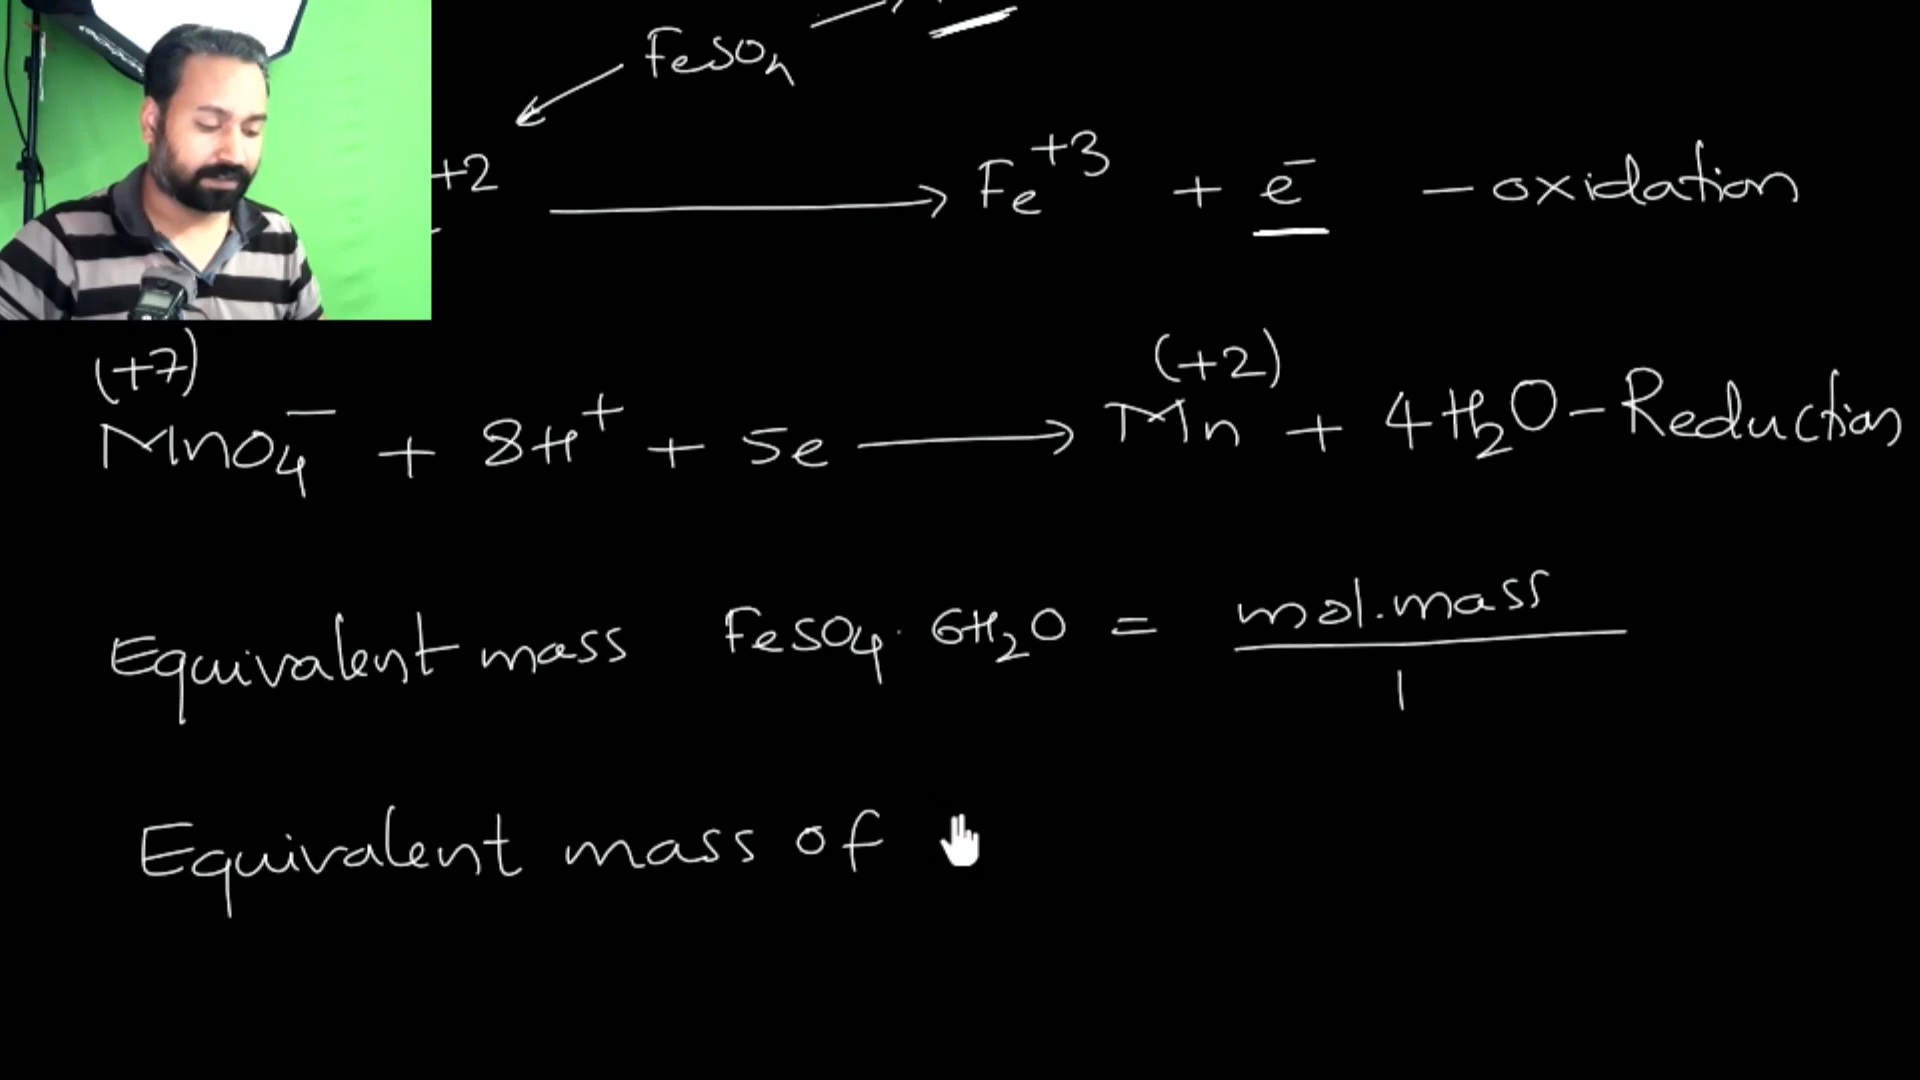 FeSO4
+2 → Fe+3 + e- - oxidation
(+7) (+2)
MnO4- + 8H+ + 5e → Mn + 4H2O - Reduction
Equivalent mass FeSO4. 6H2O = mol.mass
1
Equivalent mass of